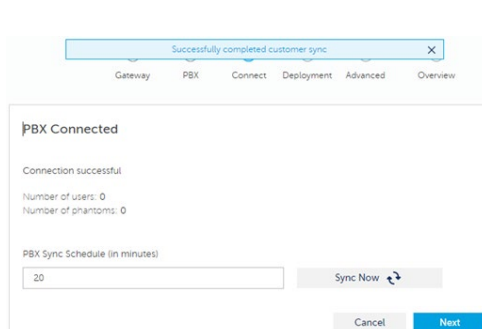 Successfully completed customer sync
Gateway PBX Connect Deployment Advanced Overview
PBX Connected
Connection successful
Number of users: 0
Number of phantoms: 0
PBX Sync Schedule (in minutes)
20 Sync Now
Cancel Next